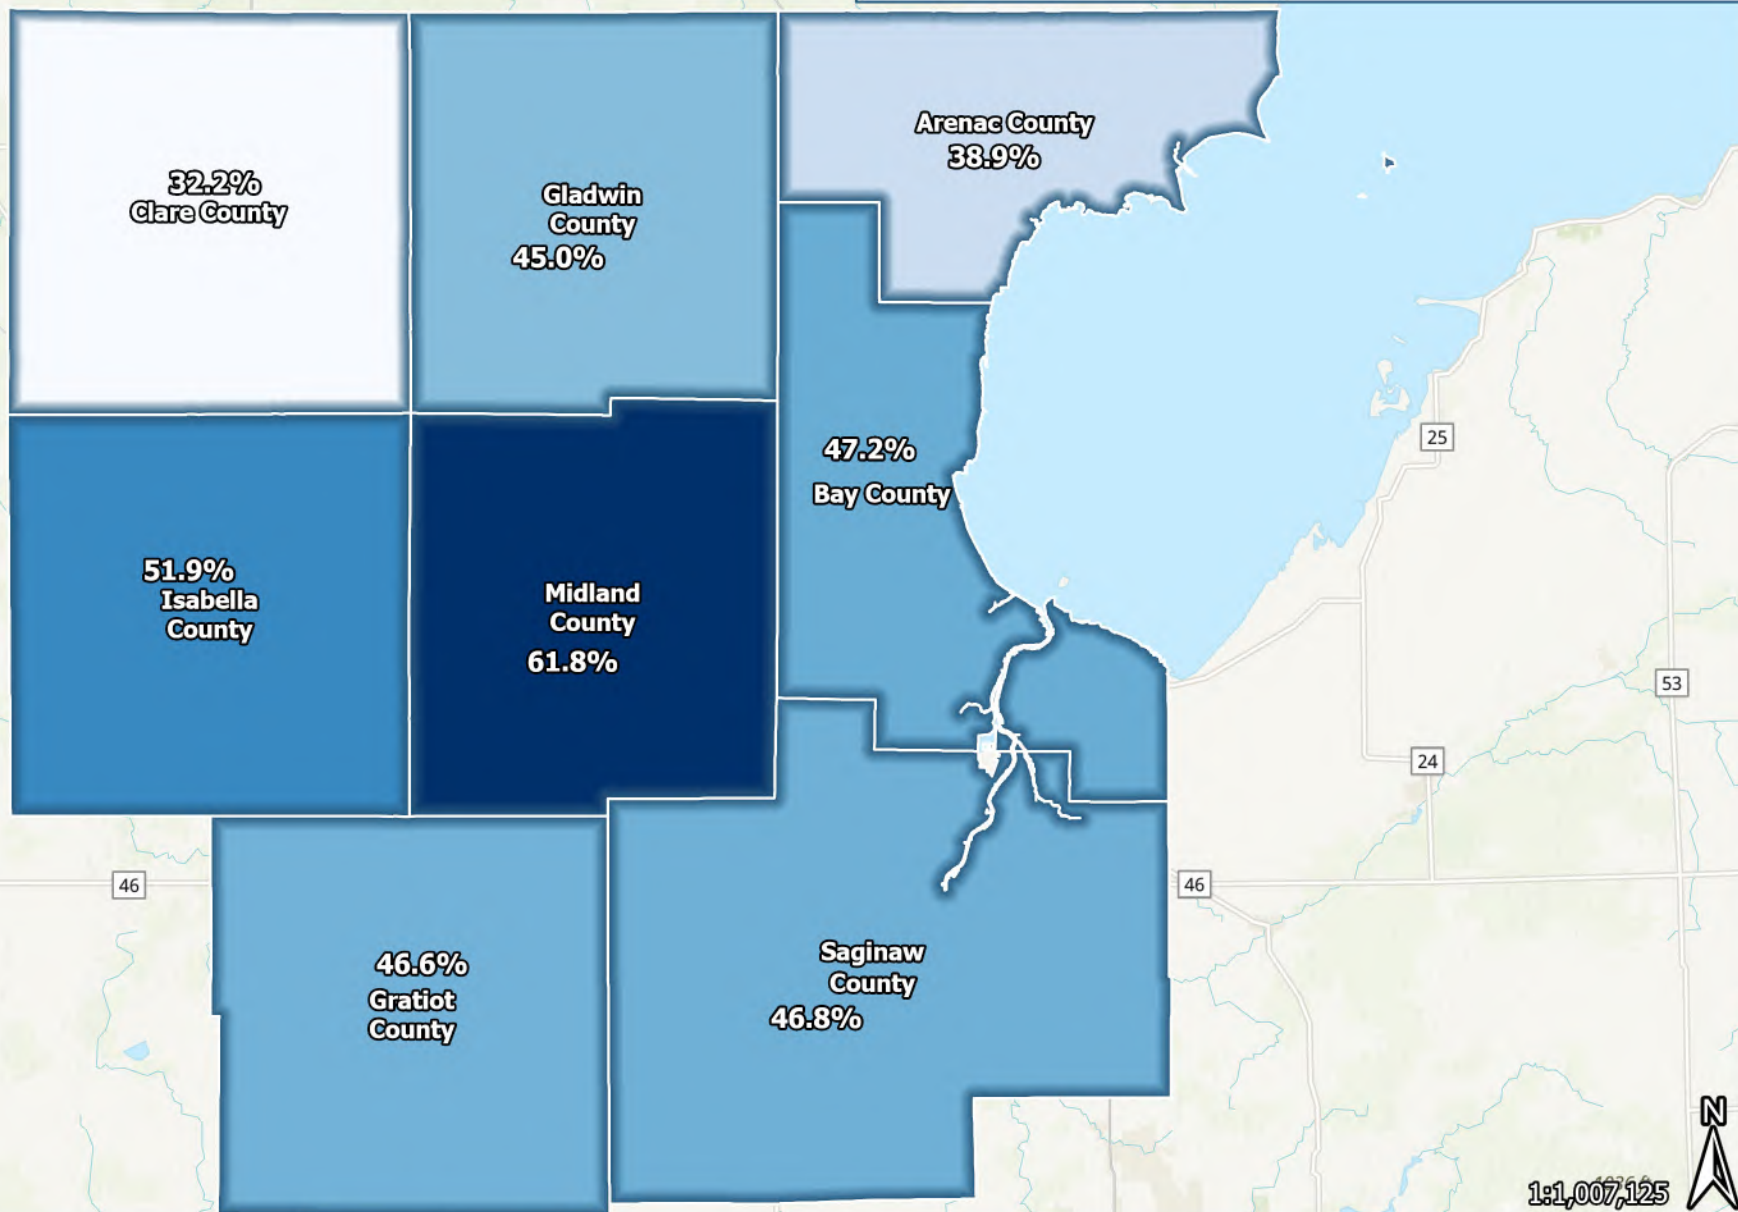 Arenac County
38.9%
32.2%
Clare County
Gladwin
County
45.0%
47.2%
Bay County
51.9%
Isabella
County
Midland
County
61.8%
25
53
24
46
46
46.6%
Gratiot
County
Saginaw
County
46.8%
N
1:1,007,125